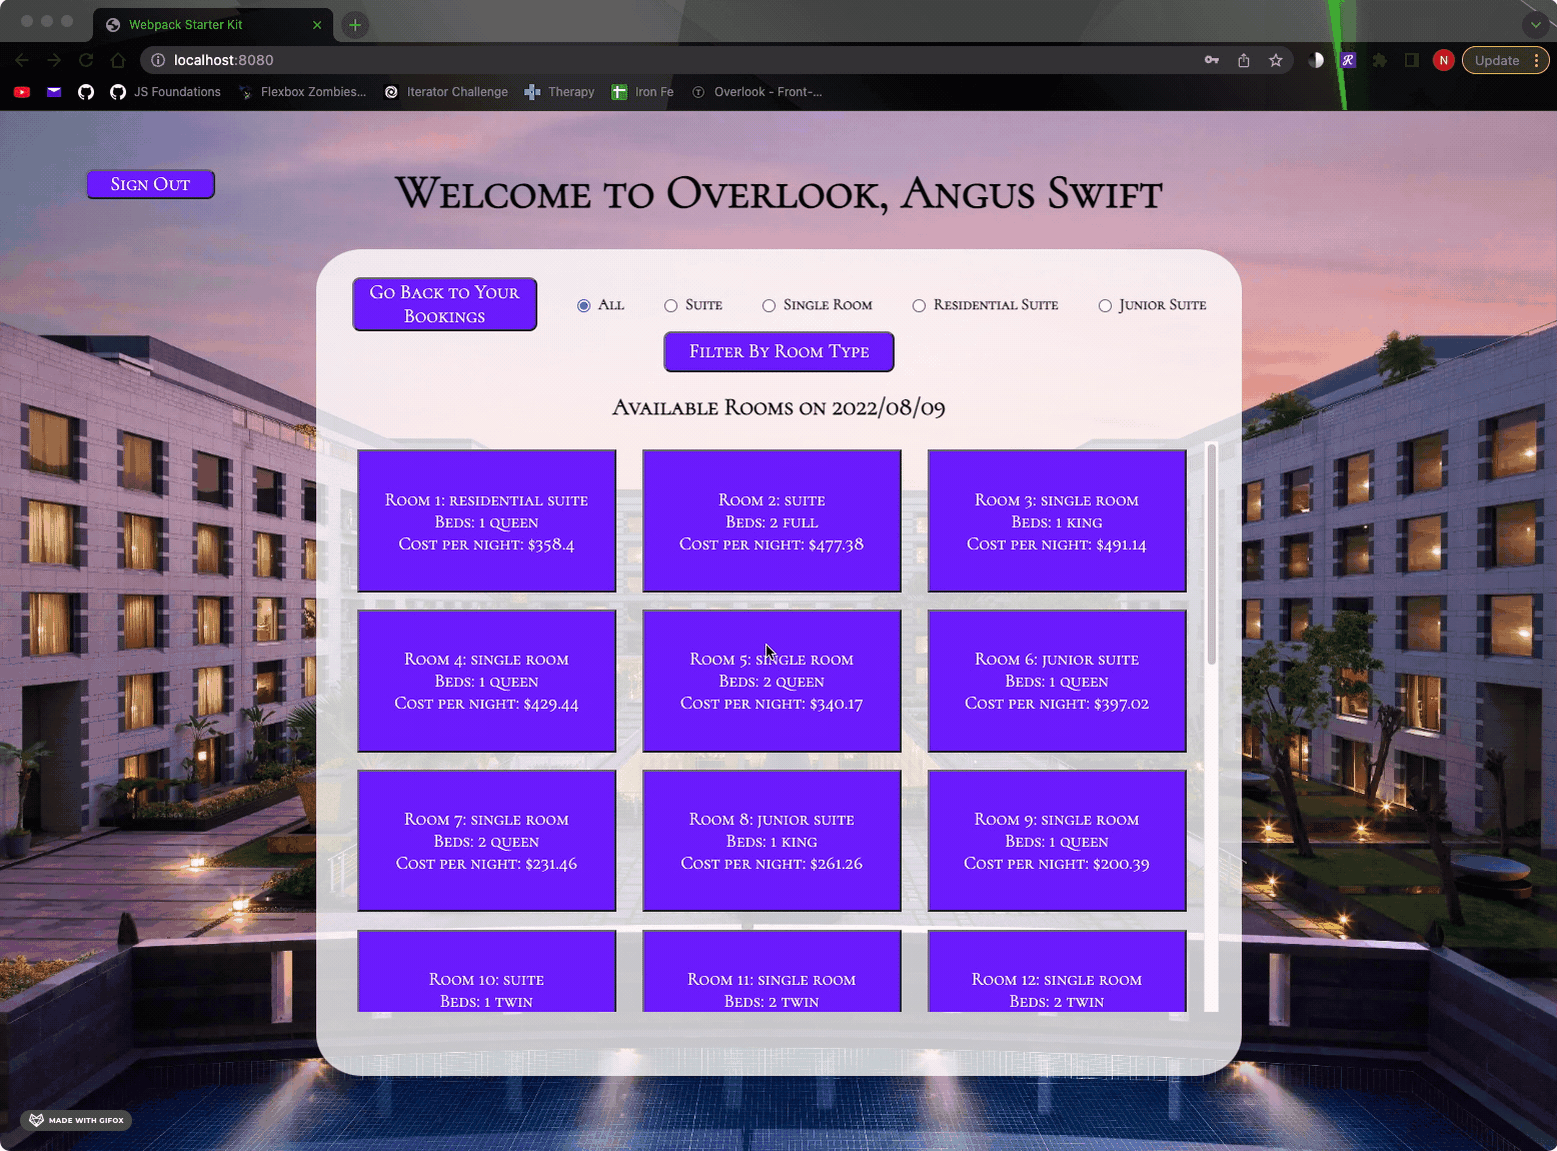 Webpack Starter Kit
localhost:8080
N
Update
JS Foundations
Flexbox Zombies...
Iterator Challenge
Therapy
Iron Fe
Overlook - Front-...
Sign Out
Welcome to Overlook, Angus Swift
Go Back to Your
Bookings
All
Suite
Single Room
Residential Suite
Junior Suite
Filter By Room Type
Available Rooms on 2022/08/09
Room 1: residential suite
Beds: 1 queen
Cost per night: $358.4
Room 2: suite
Beds: 2 full
Cost per night: $477.38
Room 3: single room
Beds: 1 king
Cost per night: $491.14
Room 4: single room
Beds: 1 queen
Cost per night: $429.44
Room 5: single room
Beds: 2 queen
Cost per night: $340.17
Room 6: junior suite
Beds: 1 queen
Cost per night: $397.02
Room 7: single room
Beds: 2 queen
Cost per night: $231.46
Room 8: junior suite
Beds: 1 king
Cost per night: $261.26
Room 9: single room
Beds: 1 queen
Cost per night: $200.39
Room 10: suite
Beds: 1 twin
Room 11: single room
Beds: 2 twin
Room 12: single room
Beds: 2 twin
MADE WITH GIFOX